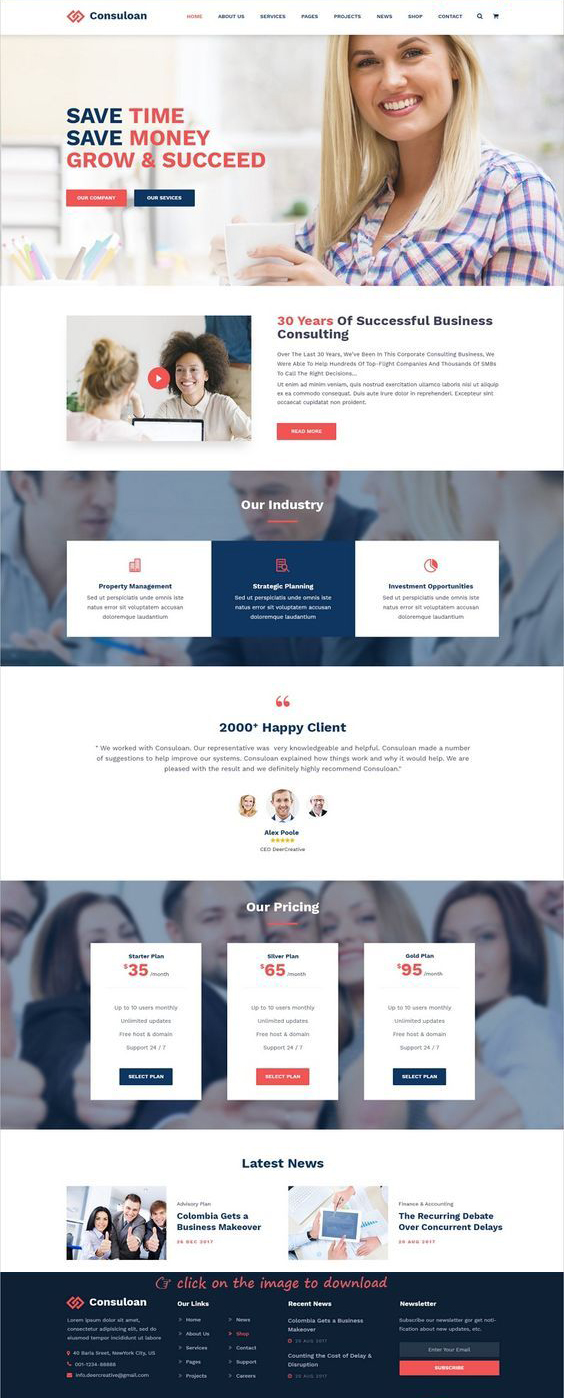 Consuloan
HOME ABOUT US SERVICES PAGES PROJECTS NEWS SHOP CONTACT
SAVE TIME
SAVE MONEY
GROW & SUCCEED
OUR COMPANY OUR SEVICES
30 Years Of Successful Business
Consulting
Over The Last 30 Years, We've Been In This Corporate Consulting Business, We
Were Able To Help Hundreds Of Top-Flight Companies And Thousands Of SMBs
To Call The Right Decisions...
Ut enim ad minim veniam, quis nostrud exercitation ullamco laboris nisi ut aliquip
ex ea commodo consequat. Duis aute irure dolor in reprehenderi. Excepteur sint
occaecat cupidatat non proident.
READ MORE
Our Industry
Property Management
Sed ut perspiciatis unde omnis iste
natus error sit voluptatem accusan
doloremque laudantium
Strategic Planning
Sed ut perspiciatis unde omnis iste
natus error sit voluptatem accusan
doloremque laudantium
Investment Opportunities
Sed ut perspiciatis unde omnis iste
natus error sit voluptatem accusan
doloremque laudantium
“
2000+ Happy Client
" We worked with Consuloan. Our representative was very knowledgeable and helpful. Consuloan made a number
of suggestions to help improve our systems. Consuloan explained how things work and why it would help. We are
pleased with the result and we definitely highly recommend Consuloan."
Alex Poole
CEO DeerCreative
Our Pricing
Starter Plan
$35 /month
Up to 10 users monthly
Unlimited updates
Free host & domain
Support 24 / 7
SELECT PLAN
Silver Plan
$65 /month
Up to 10 users monthly
Unlimited updates
Free host & domain
Support 24 / 7
SELECT PLAN
Gold Plan
$95 /month
Up to 10 users monthly
Unlimited updates
Free host & domain
Support 24 / 7
SELECT PLAN
Latest News
Advisory Plan
Colombia Gets a
Business Makeover
26 DEC 2017
Finance & Accounting
The Recurring Debate
Over Concurrent Delays
20 AUG 2017
click on the image to download
Consuloan
Lorem ipsum dolor sit amet,
consectetur adipisicing elit, sed do
eiusmod tempor incididunt ut labore
40 Baria Sreet, NewYork City, US
001-1234-88888
info.deercreative@gmail.com
Our Links
Home News
About Us Shop
Services Contact
Pages Support
Projects Careers
Recent News
Colombia Gets a Business
Makeover
20 AUG 2017
Counting the Cost of Delay &
Disruption
20 AUG 2017
Newsletter
Subscribe our newsletter gor get noti-
fication about new updates, etc.
Enter Your Email
SUBSCRIBE